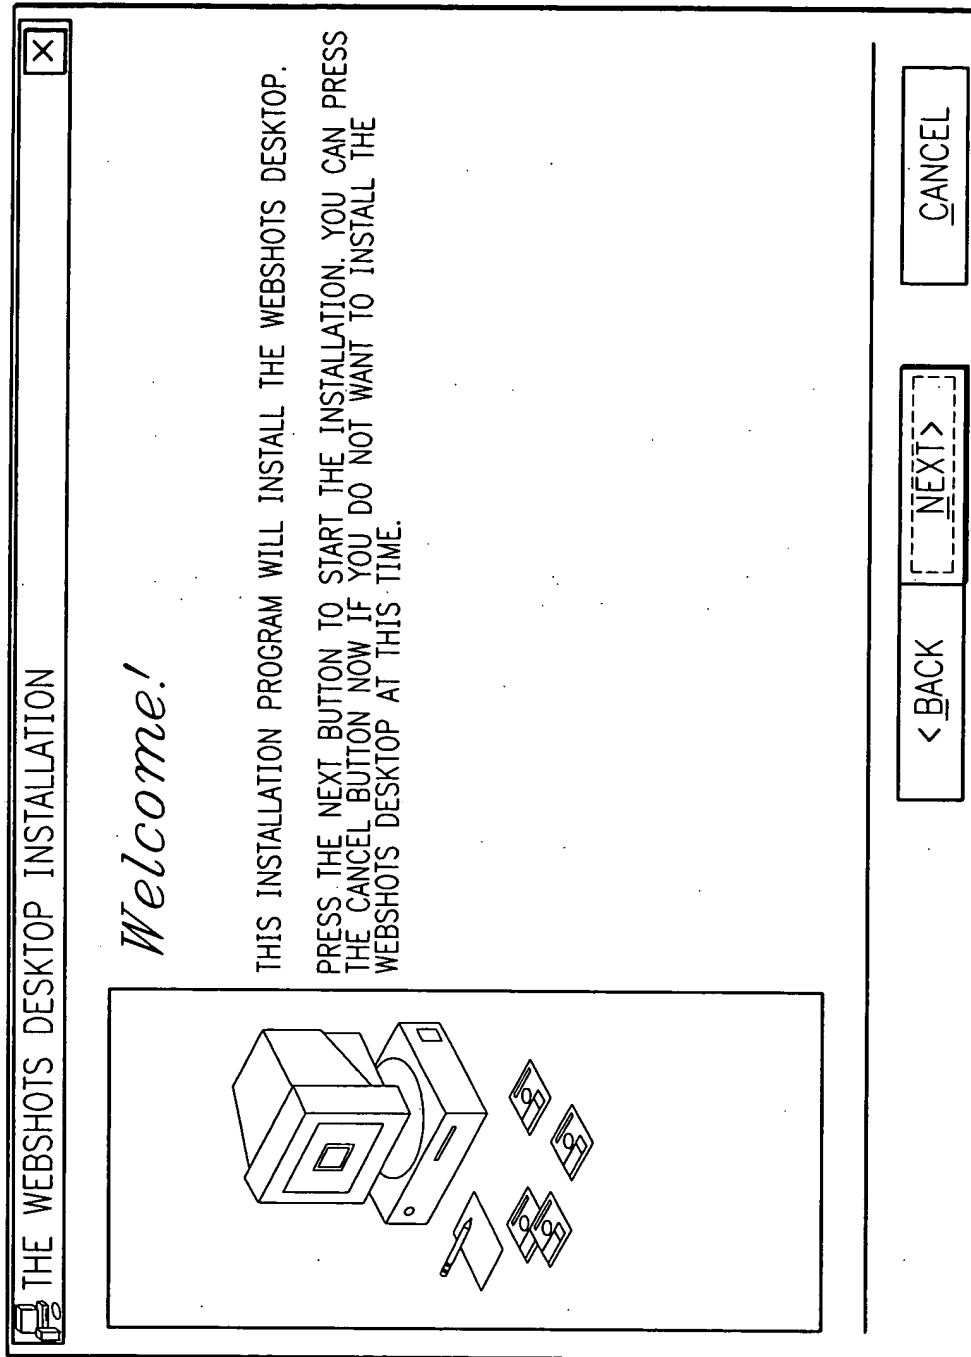 THE WEBSHOTS DESKTOP INSTALLATION
X
Welcome!
THIS INSTALLATION PROGRAM WILL INSTALL THE WEBSHOTS DESKTOP.
PRESS THE NEXT BUTTON TO START THE INSTALLATION. YOU CAN PRESS
THE CANCEL BUTTON NOW IF YOU DO NOT WANT TO INSTALL THE
WEBSHOTS DESKTOP AT THIS TIME.
< BACK
NEXT>
CANCEL